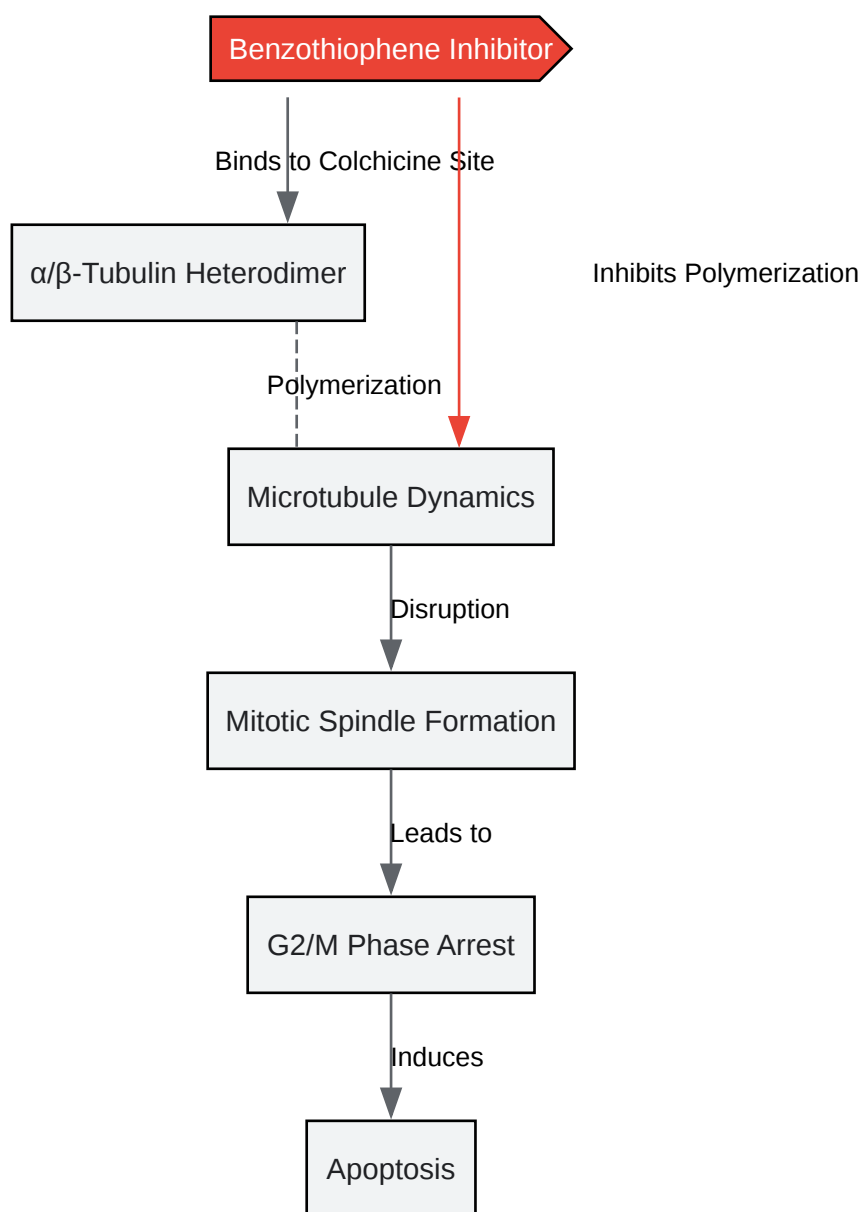 Benzothiophene Inhibitor
Binds to Colchicine Site
α/β-Tubulin Heterodimer
Inhibits Polymerization
Polymerization
Microtubule Dynamics
Disruption
Mitotic Spindle Formation
Leads to
G2/M Phase Arrest
Induces
Apoptosis